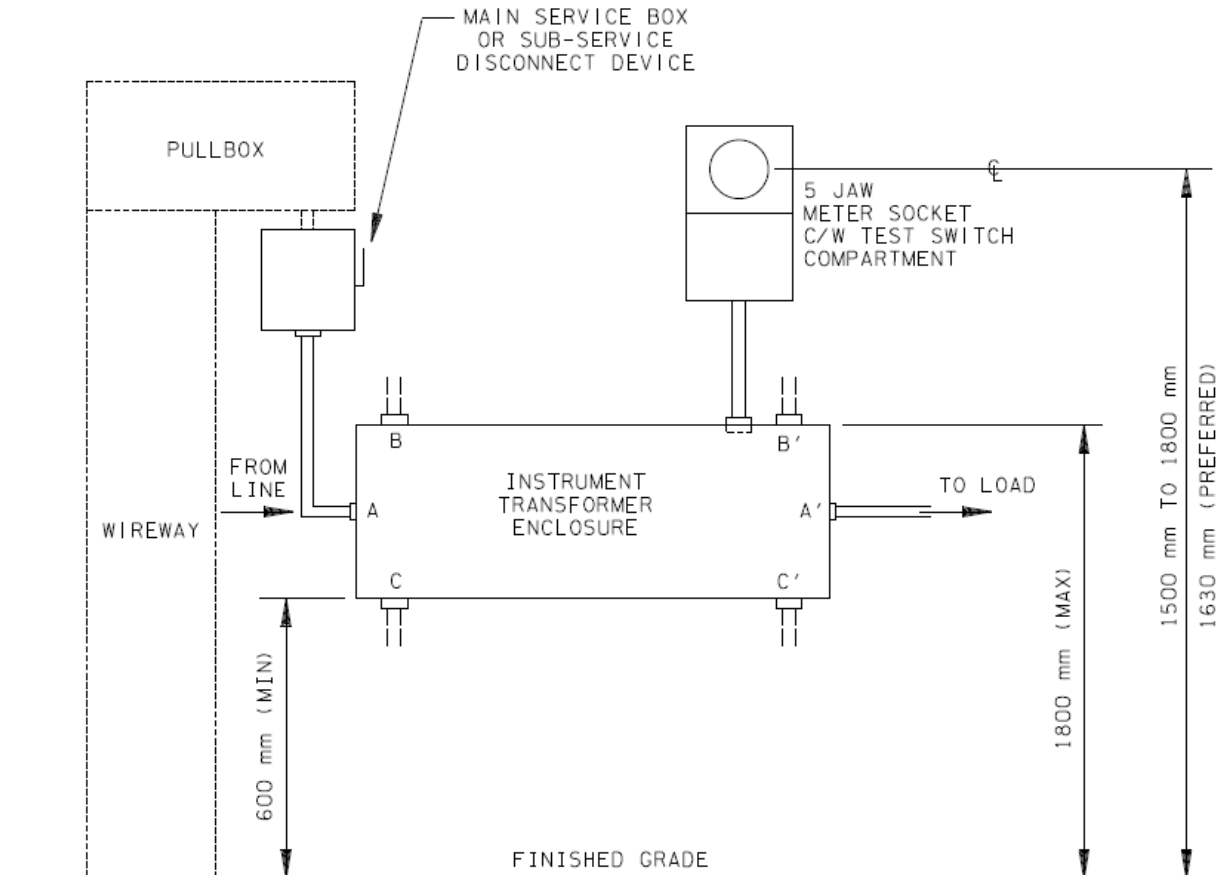 MAIN SERVICE BOX
OR SUB-SERVICE
DISCONNECT DEVICE
PULLBOX
℄
5 JAW
METER SOCKET
C/W TEST SWITCH
COMPARTMENT
B
B'
FROM
LINE
INSTRUMENT
TRANSFORMER
ENCLOSURE
TO LOAD
A
A'
WIREWAY
C
C'
600 mm (MIN)
1800 mm (MAX)
1500 mm TO 1800 mm
1630 mm (PREFERRED)
FINISHED GRADE